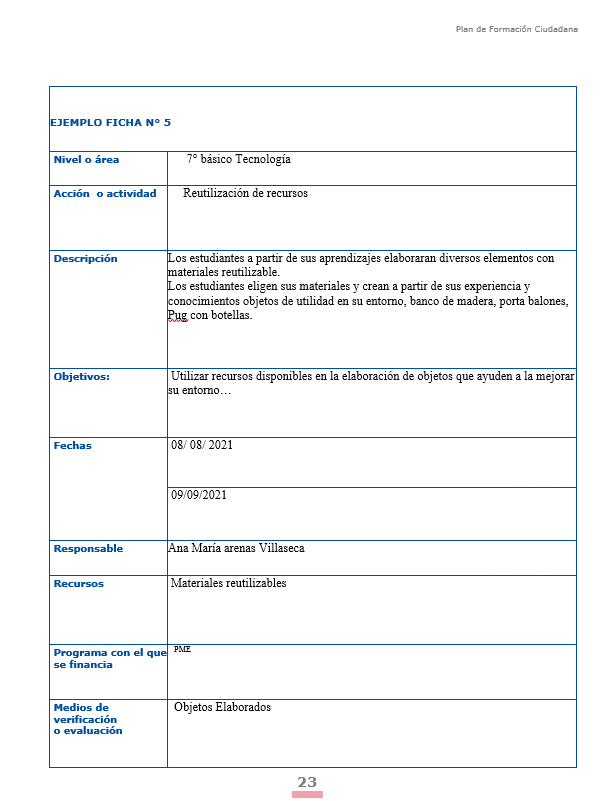 Plan de Formación Ciudadana
EJEMPLO FICHA N° 5
Nivel o área
7° básico Tecnología
Acción o actividad
Reutilización de recursos
Descripción
Los estudiantes a partir de sus aprendizajes elaboraran diversos elementos con
materiales reutilizable.
Los estudiantes eligen sus materiales y crean a partir de sus experiencia y
conocimientos objetos de utilidad en su entorno, banco de madera, porta balones,
Pug con botellas.
Objetivos:
Utilizar recursos disponibles en la elaboración de objetos que ayuden a la mejorar
su entorno…
Fechas
08/ 08/ 2021
09/09/2021
Responsable
Ana María arenas Villaseca
Recursos
Materiales reutilizables
Programa con el que
se financia
PME
Medios de
verificación
o evaluación
Objetos Elaborados
23